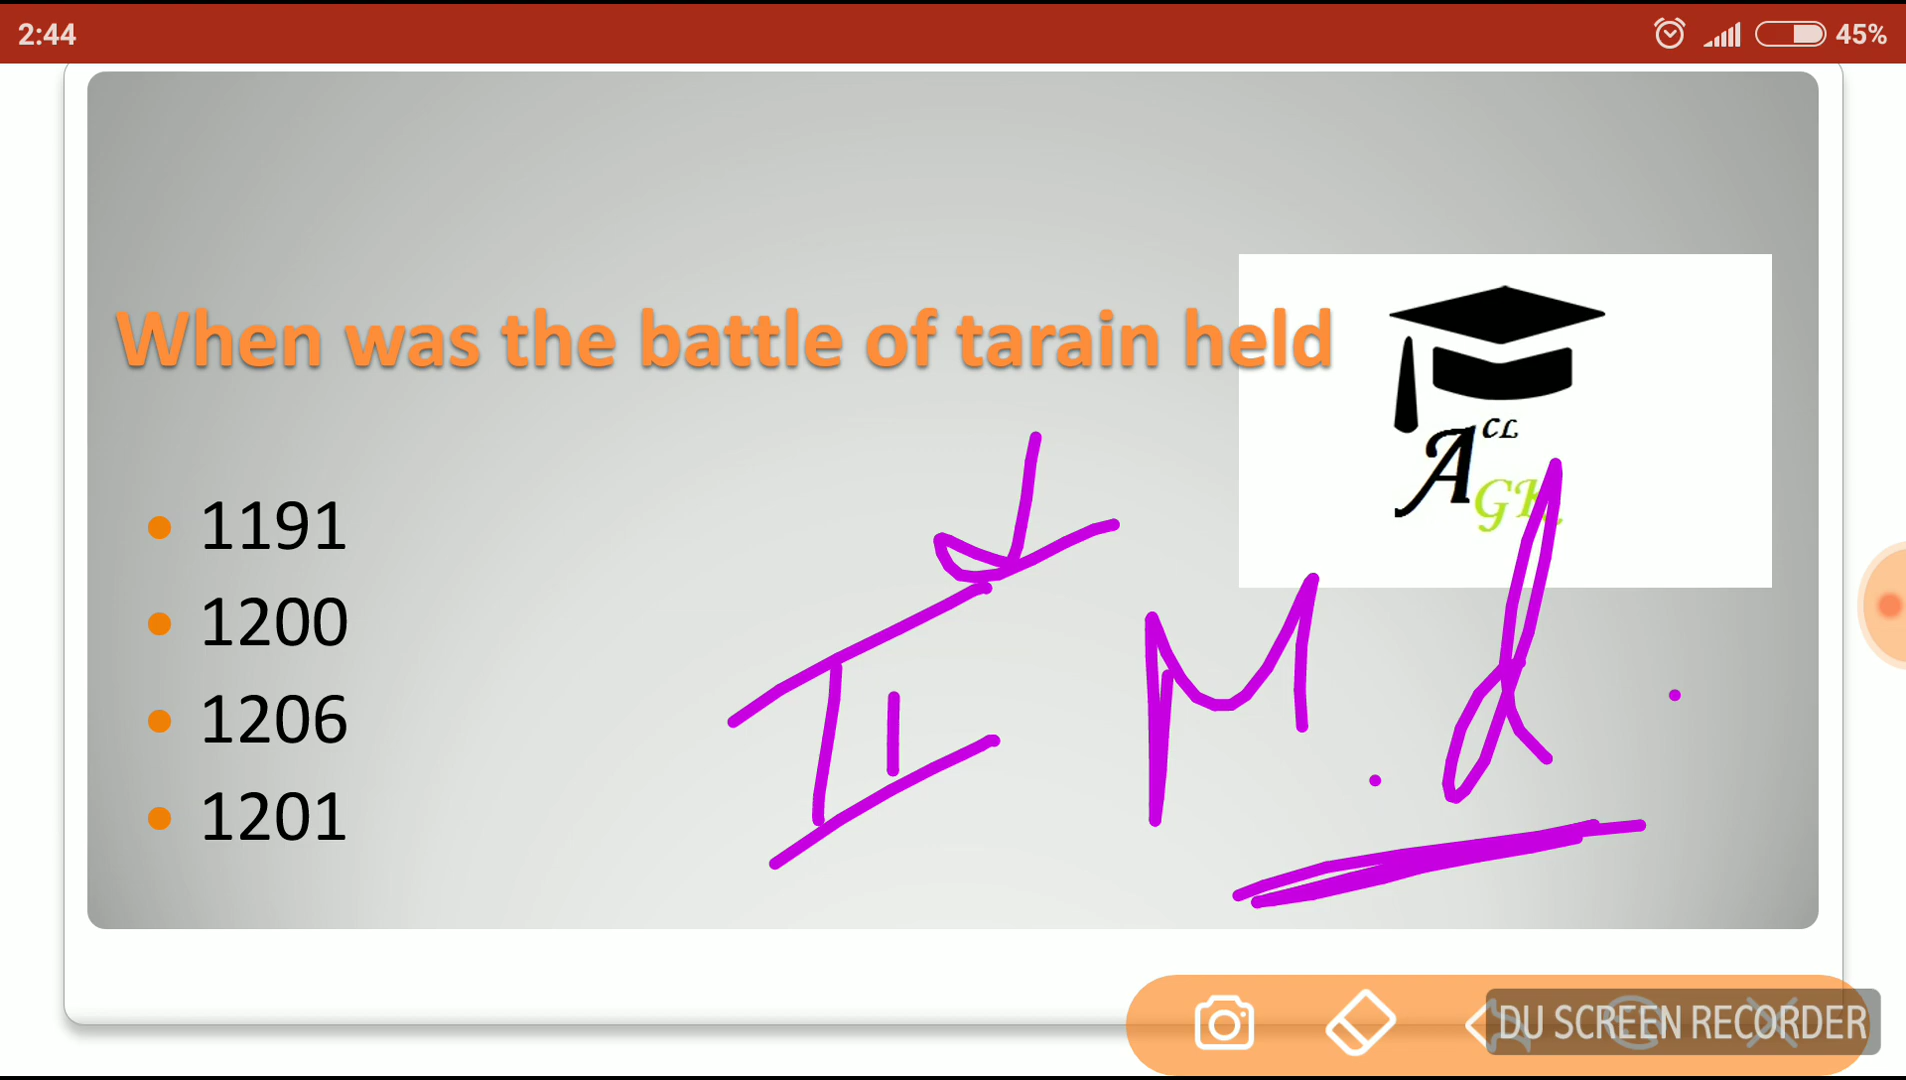 2:44
45%
When was the battle of tarain held
A CL
GK
• 1191
• 1200
• 1206
• 1201
II M.d.
DU SCREEN RECORDER